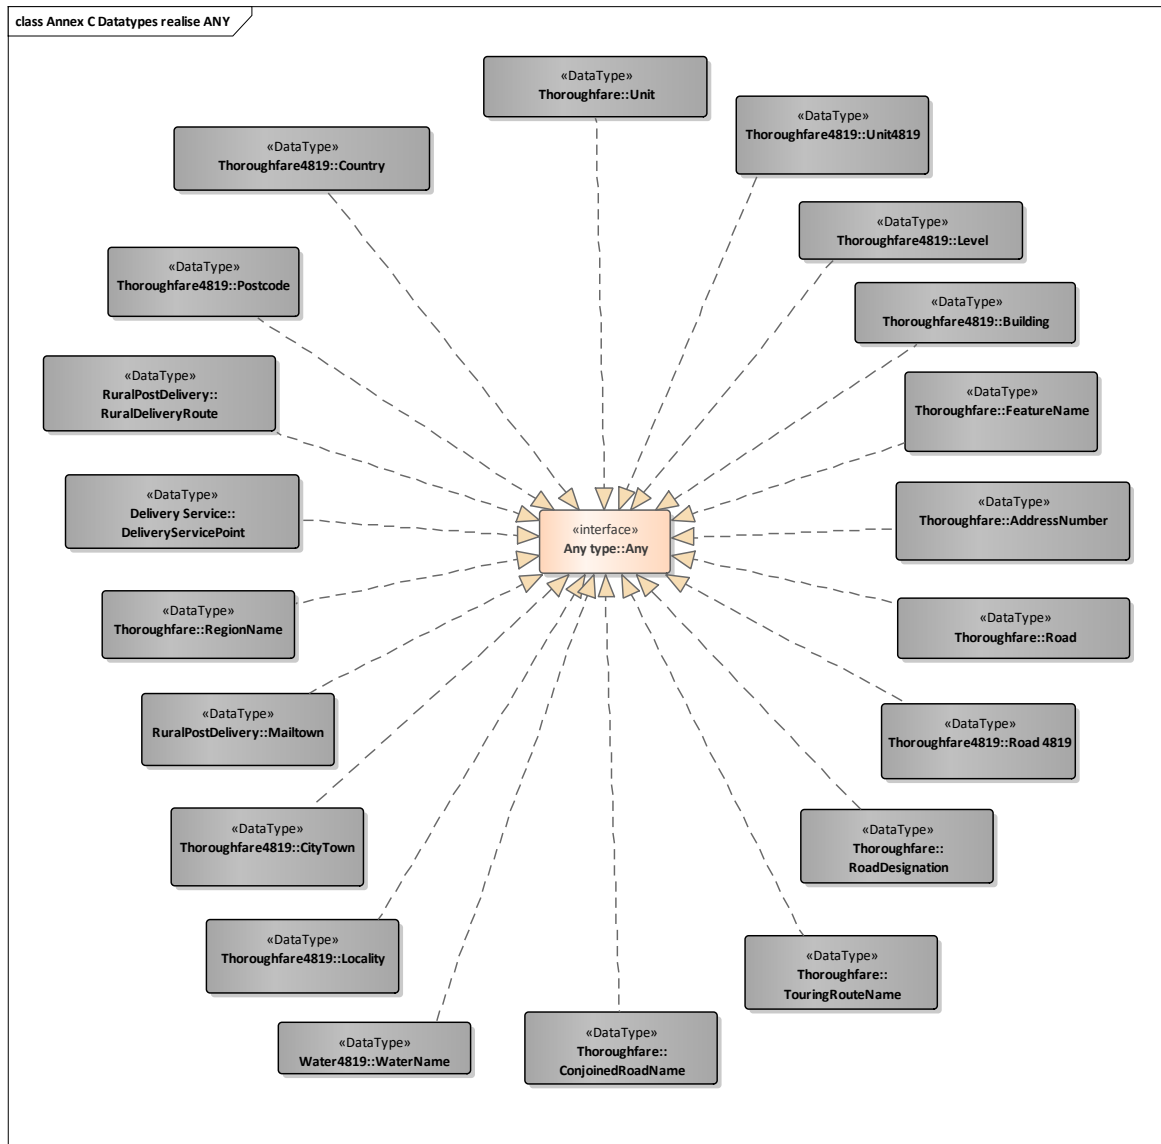 class Annex C Datatypes realise ANY
«DataType»
Thoroughfare::Unit
«DataType»
Thoroughfare4819::Unit4819
«DataType»
Thoroughfare4819::Country
«DataType»
Thoroughfare4819::Level
«DataType»
Thoroughfare4819::Postcode
«DataType»
Thoroughfare4819::Building
«DataType»
RuralPostDelivery::
RuralDeliveryRoute
«DataType»
Thoroughfare::FeatureName
«DataType»
Delivery Service::
DeliveryServicePoint
«DataType»
Thoroughfare::AddressNumber
«interface»
Any type::Any
«DataType»
Thoroughfare::RegionName
«DataType»
Thoroughfare::Road
«DataType»
RuralPostDelivery::Mailtown
«DataType»
Thoroughfare4819::Road 4819
«DataType»
Thoroughfare4819::CityTown
«DataType»
Thoroughfare::
RoadDesignation
«DataType»
Thoroughfare4819::Locality
«DataType»
Thoroughfare::
TouringRouteName
«DataType»
Water4819::WaterName
«DataType»
Thoroughfare::
ConjoinedRoadName